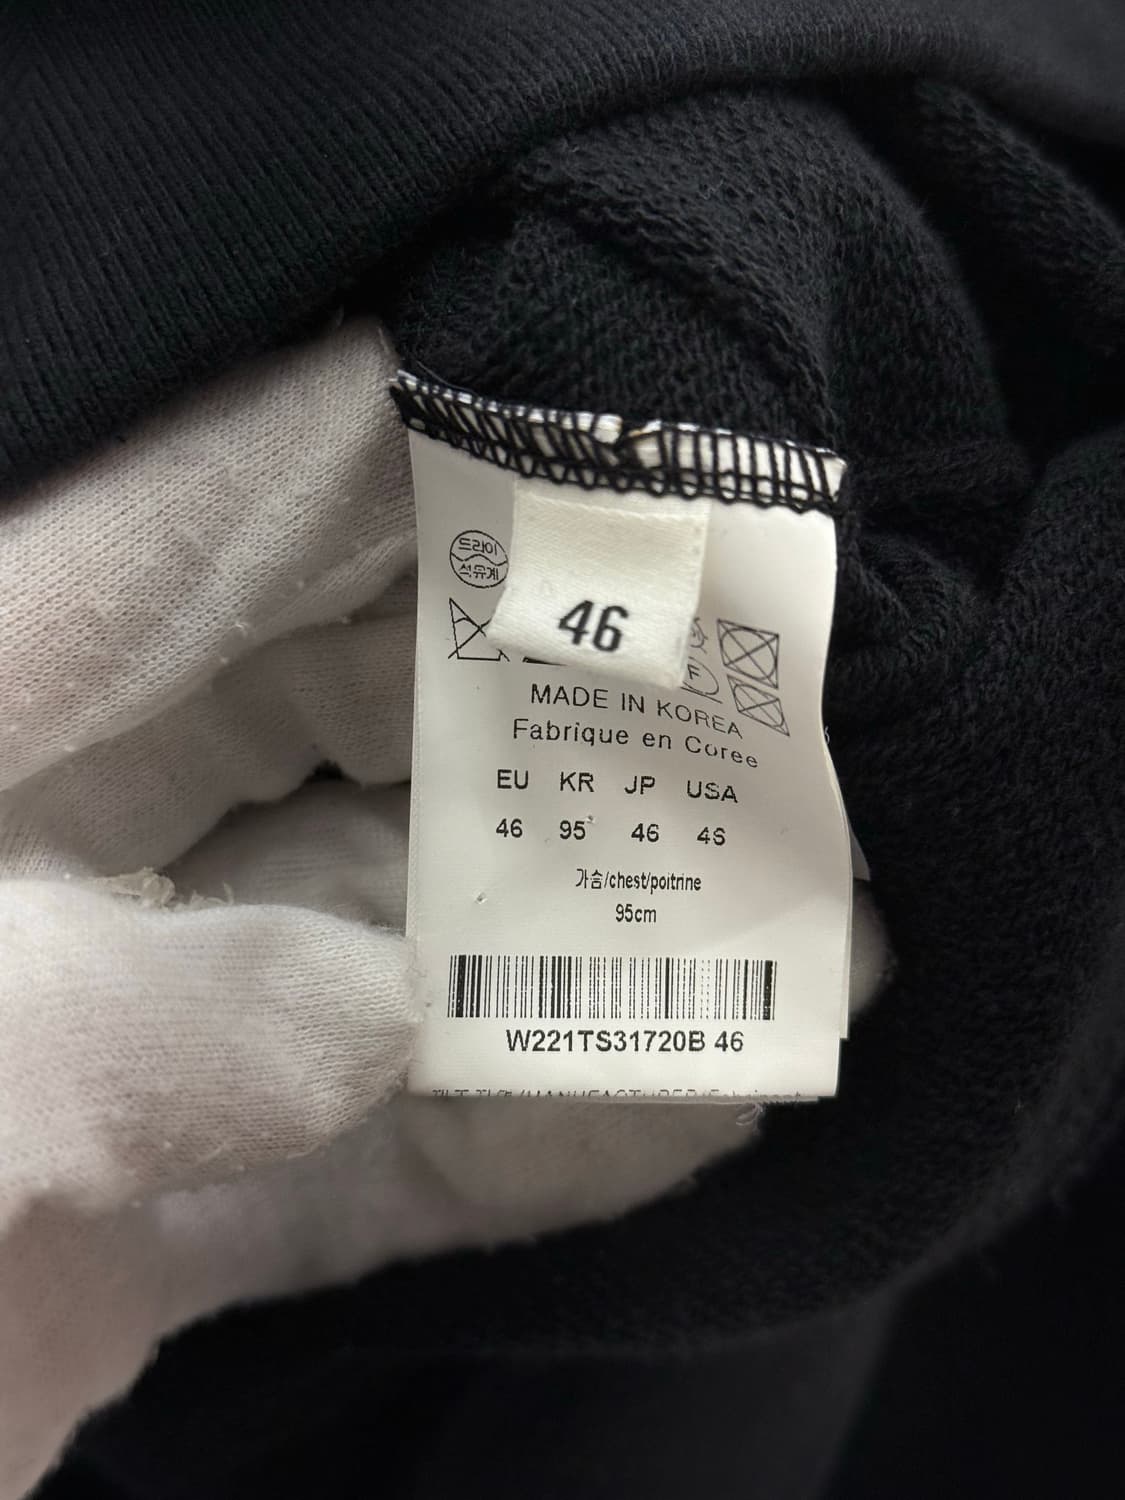 드라이
석유계
46
F
MADE IN KOREA
Fabrique en Coree
EU KR JP USA
46 95 46 46
가슴/chest/poitrine
95cm
W221TS31720B 46